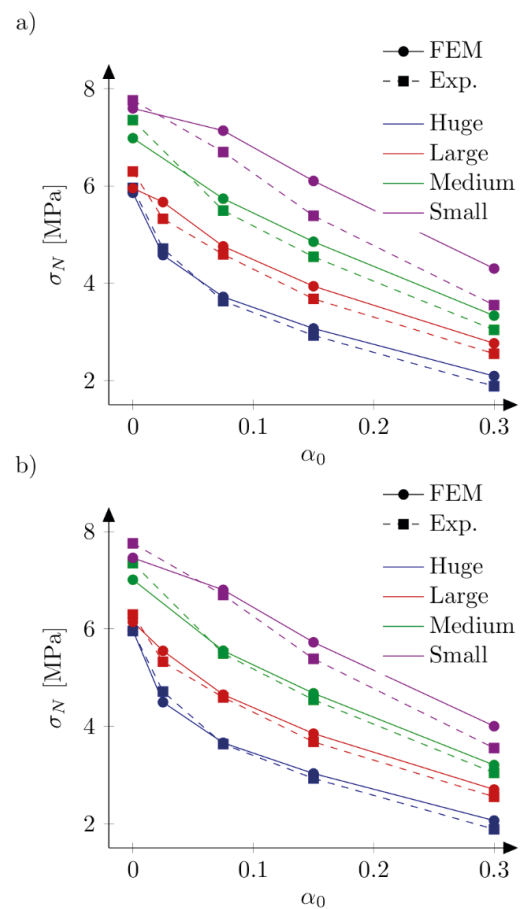 a)
FEM
Exp.
Huge
Large
Medium
Small
8
6
4
2
σN [MPa]
0
0.1
0.2
0.3
α0
b)
FEM
Exp.
Huge
Large
Medium
Small
8
6
4
2
σN [MPa]
0
0.1
0.2
0.3
α0